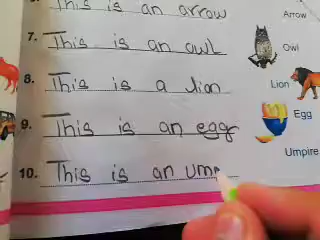 This is an arrow
Arrow
7. This is an owl
Owl
8. This is a lion
Lion
9. This is an egg
Egg
Umpire
10. This is an ump